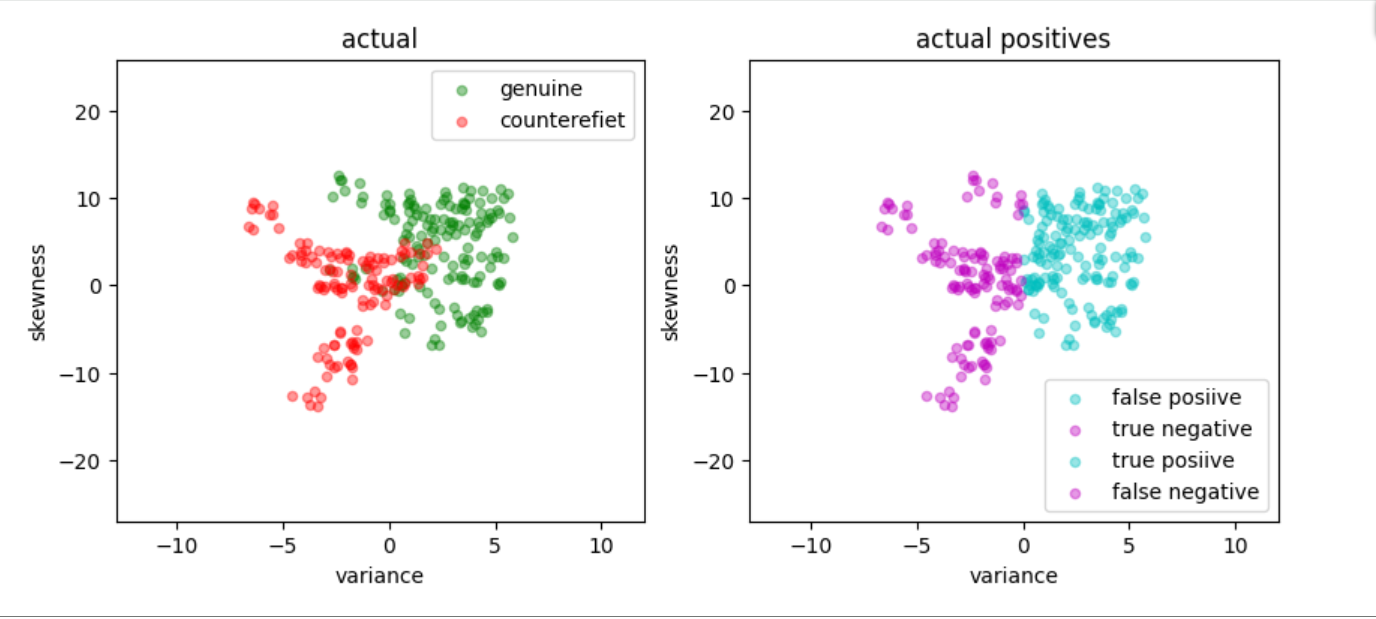 actual
genuine
counterefiet
20
10
0
−10
−20
skewness
−10
−5
0
5
10
variance
actual positives
20
10
0
−10
−20
skewness
false posiive
true negative
true posiive
false negative
−10
−5
0
5
10
variance